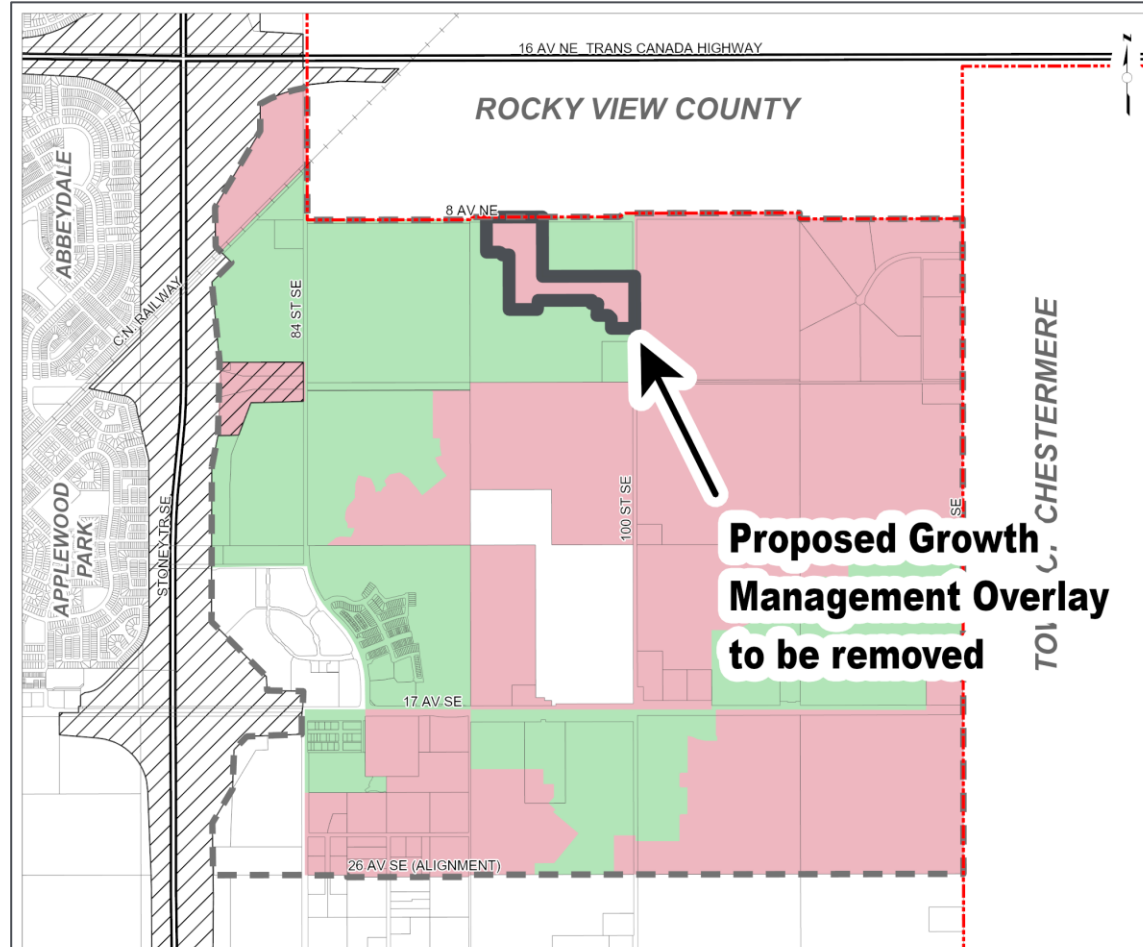 16 AV NE TRANS CANADA HIGHWAY
ROCKY VIEW COUNTY
ABBEYDALE
8 AV NE
C.N. RAILWAY
84 ST SE
APPLEWOOD
PARK
STONEY TR SE
100 ST SE
SE
CHESTERMERE
Proposed Growth
Management Overlay
to be removed
17 AV SE
26 AV SE (ALIGNMENT)